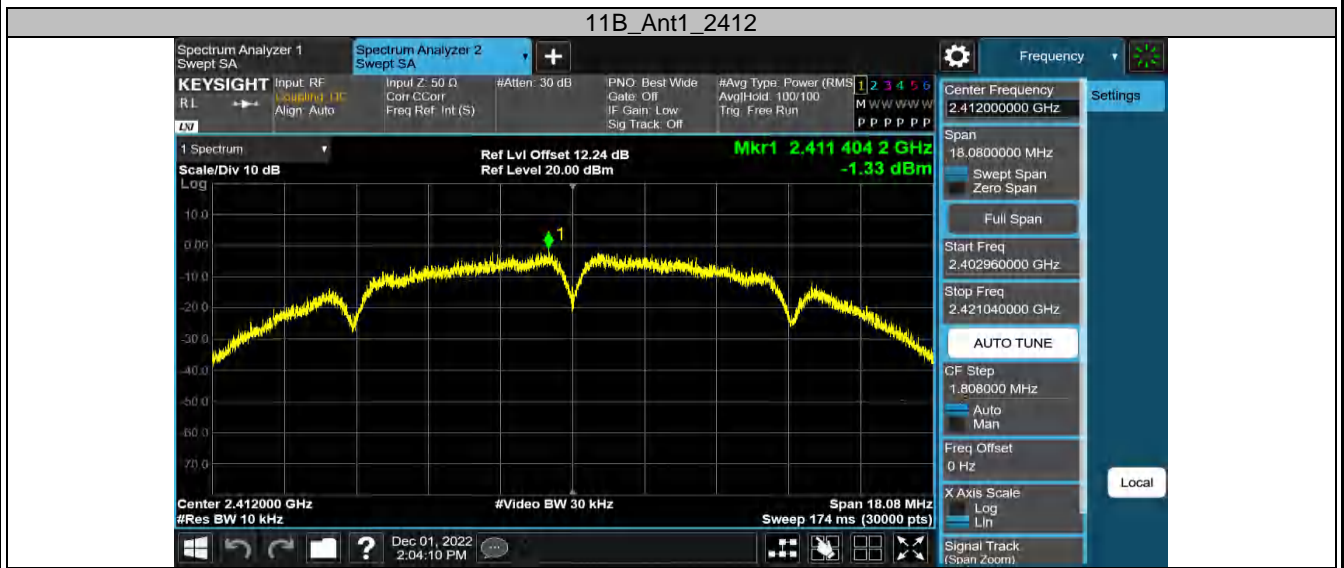 11B_Ant1_2412
Spectrum Analyzer 1
Swept SA
Spectrum Analyzer 2
Swept SA
Frequency
KEYSIGHT
RL
LXI
Input: RF
Coupling: DC
Align: Auto
Input Z: 50 Ω
Corr CCorr
Freq Ref: Int (S)
#Atten: 30 dB
PNO: Best Wide
Gate: Off
IF Gain: Low
Sig Track: Off
#Avg Type: Power (RMS
Avg|Hold: 100/100
Trig: Free Run
1 2 3 4 5 6
M W W W W W
P P P P P P
1 Spectrum
Scale/Div 10 dB
Ref Lvl Offset 12.24 dB
Ref Level 20.00 dBm
Mkr1 2.411 404 2 GHz
-1.33 dBm
Log
10.0
0.00
-10.0
-20.0
-30.0
-40.0
-50.0
-60.0
-70.0
1
Center 2.412000 GHz
#Res BW 10 kHz
#Video BW 30 kHz
Span 18.08 MHz
Sweep 174 ms (30000 pts)
Center Frequency
2.412000000 GHz
Settings
Span
18.0800000 MHz
Swept Span
Zero Span
Full Span
Start Freq
2.402960000 GHz
Stop Freq
2.421040000 GHz
AUTO TUNE
CF Step
1.808000 MHz
Auto
Man
Freq Offset
0 Hz
X Axis Scale
Log
Lin
Signal Track
(Span Zoom)
Local
?
Dec 01, 2022
2:04:10 PM